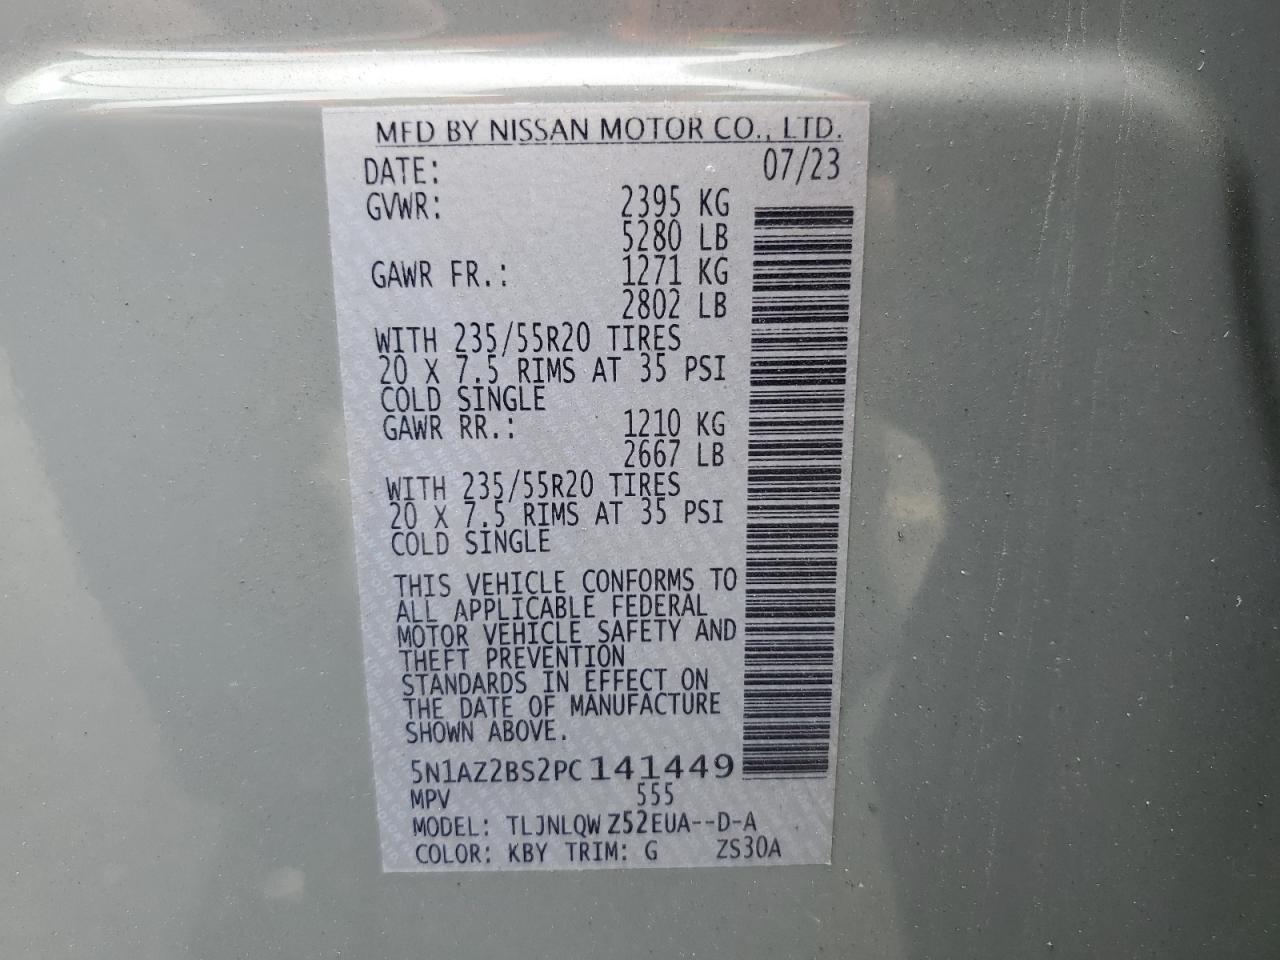 MFD BY NISSAN MOTOR CO., LTD.
DATE: 07/23
GVWR: 2395 KG
5280 LB
GAWR FR.: 1271 KG
2802 LB
WITH 235/55R20 TIRES
20 X 7.5 RIMS AT 35 PSI
COLD SINGLE
GAWR RR.: 1210 KG
2667 LB
WITH 235/55R20 TIRES
20 X 7.5 RIMS AT 35 PSI
COLD SINGLE
THIS VEHICLE CONFORMS TO
ALL APPLICABLE FEDERAL
MOTOR VEHICLE SAFETY AND
THEFT PREVENTION
STANDARDS IN EFFECT ON
THE DATE OF MANUFACTURE
SHOWN ABOVE.
5N1AZ2BS2PC141449
MPV 555
MODEL: TLJNLQW Z52EUA--D-A
COLOR: KBY TRIM: G ZS30A